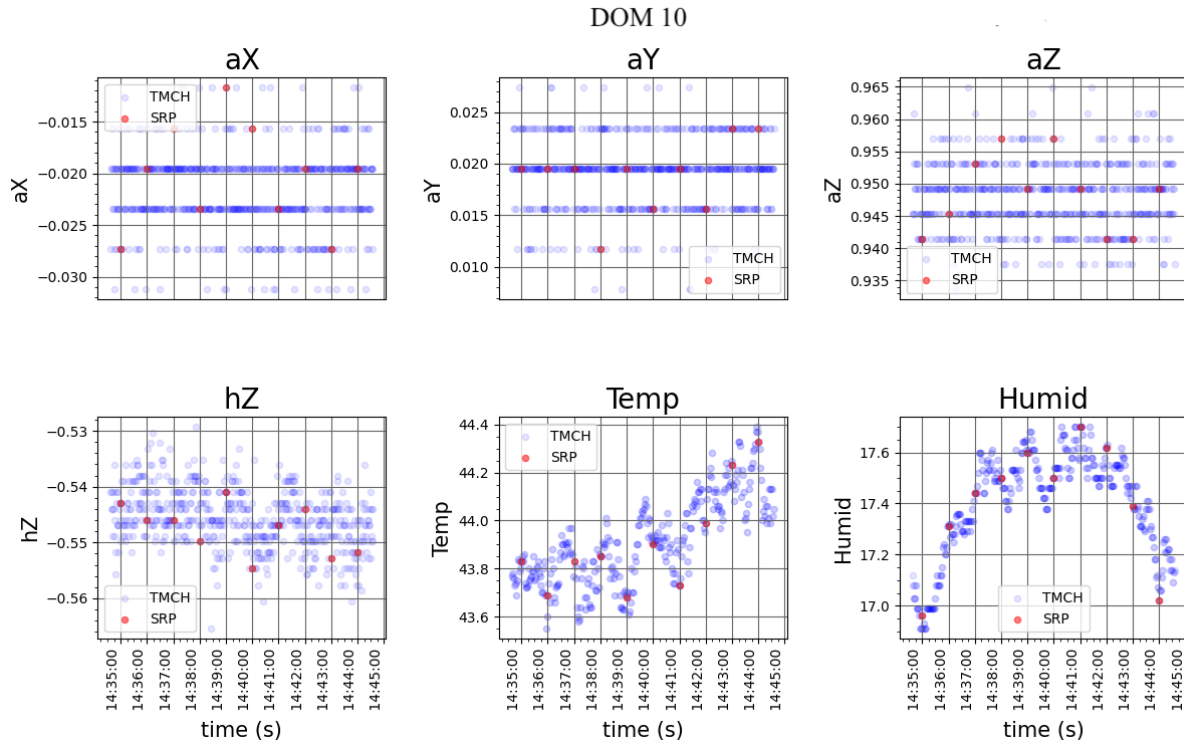 DOM 10
aX
aX
−0.015
−0.020
−0.025
−0.030
TMCH
SRP
aY
aY
0.025
0.020
0.015
0.010
TMCH
SRP
aZ
aZ
0.965
0.960
0.955
0.950
0.945
0.940
0.935
TMCH
SRP
hZ
hZ
−0.53
−0.54
−0.55
−0.56
TMCH
SRP
14:35:00
14:36:00
14:37:00
14:38:00
14:39:00
14:40:00
14:41:00
14:42:00
14:43:00
14:44:00
14:45:00
time (s)
Temp
Temp
44.4
44.2
44.0
43.8
43.6
TMCH
SRP
14:35:00
14:36:00
14:37:00
14:38:00
14:39:00
14:40:00
14:41:00
14:42:00
14:43:00
14:44:00
14:45:00
time (s)
Humid
Humid
17.6
17.4
17.2
17.0
TMCH
SRP
14:35:00
14:36:00
14:37:00
14:38:00
14:39:00
14:40:00
14:41:00
14:42:00
14:43:00
14:44:00
14:45:00
time (s)